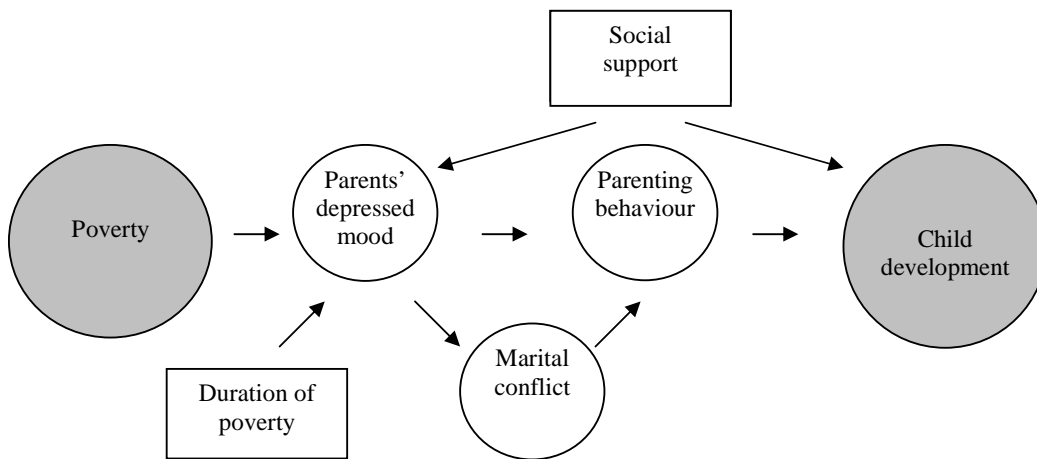 Social
support
Poverty
Parents’
depressed
mood
Parenting
behaviour
Child
development
Marital
conflict
Duration of
poverty